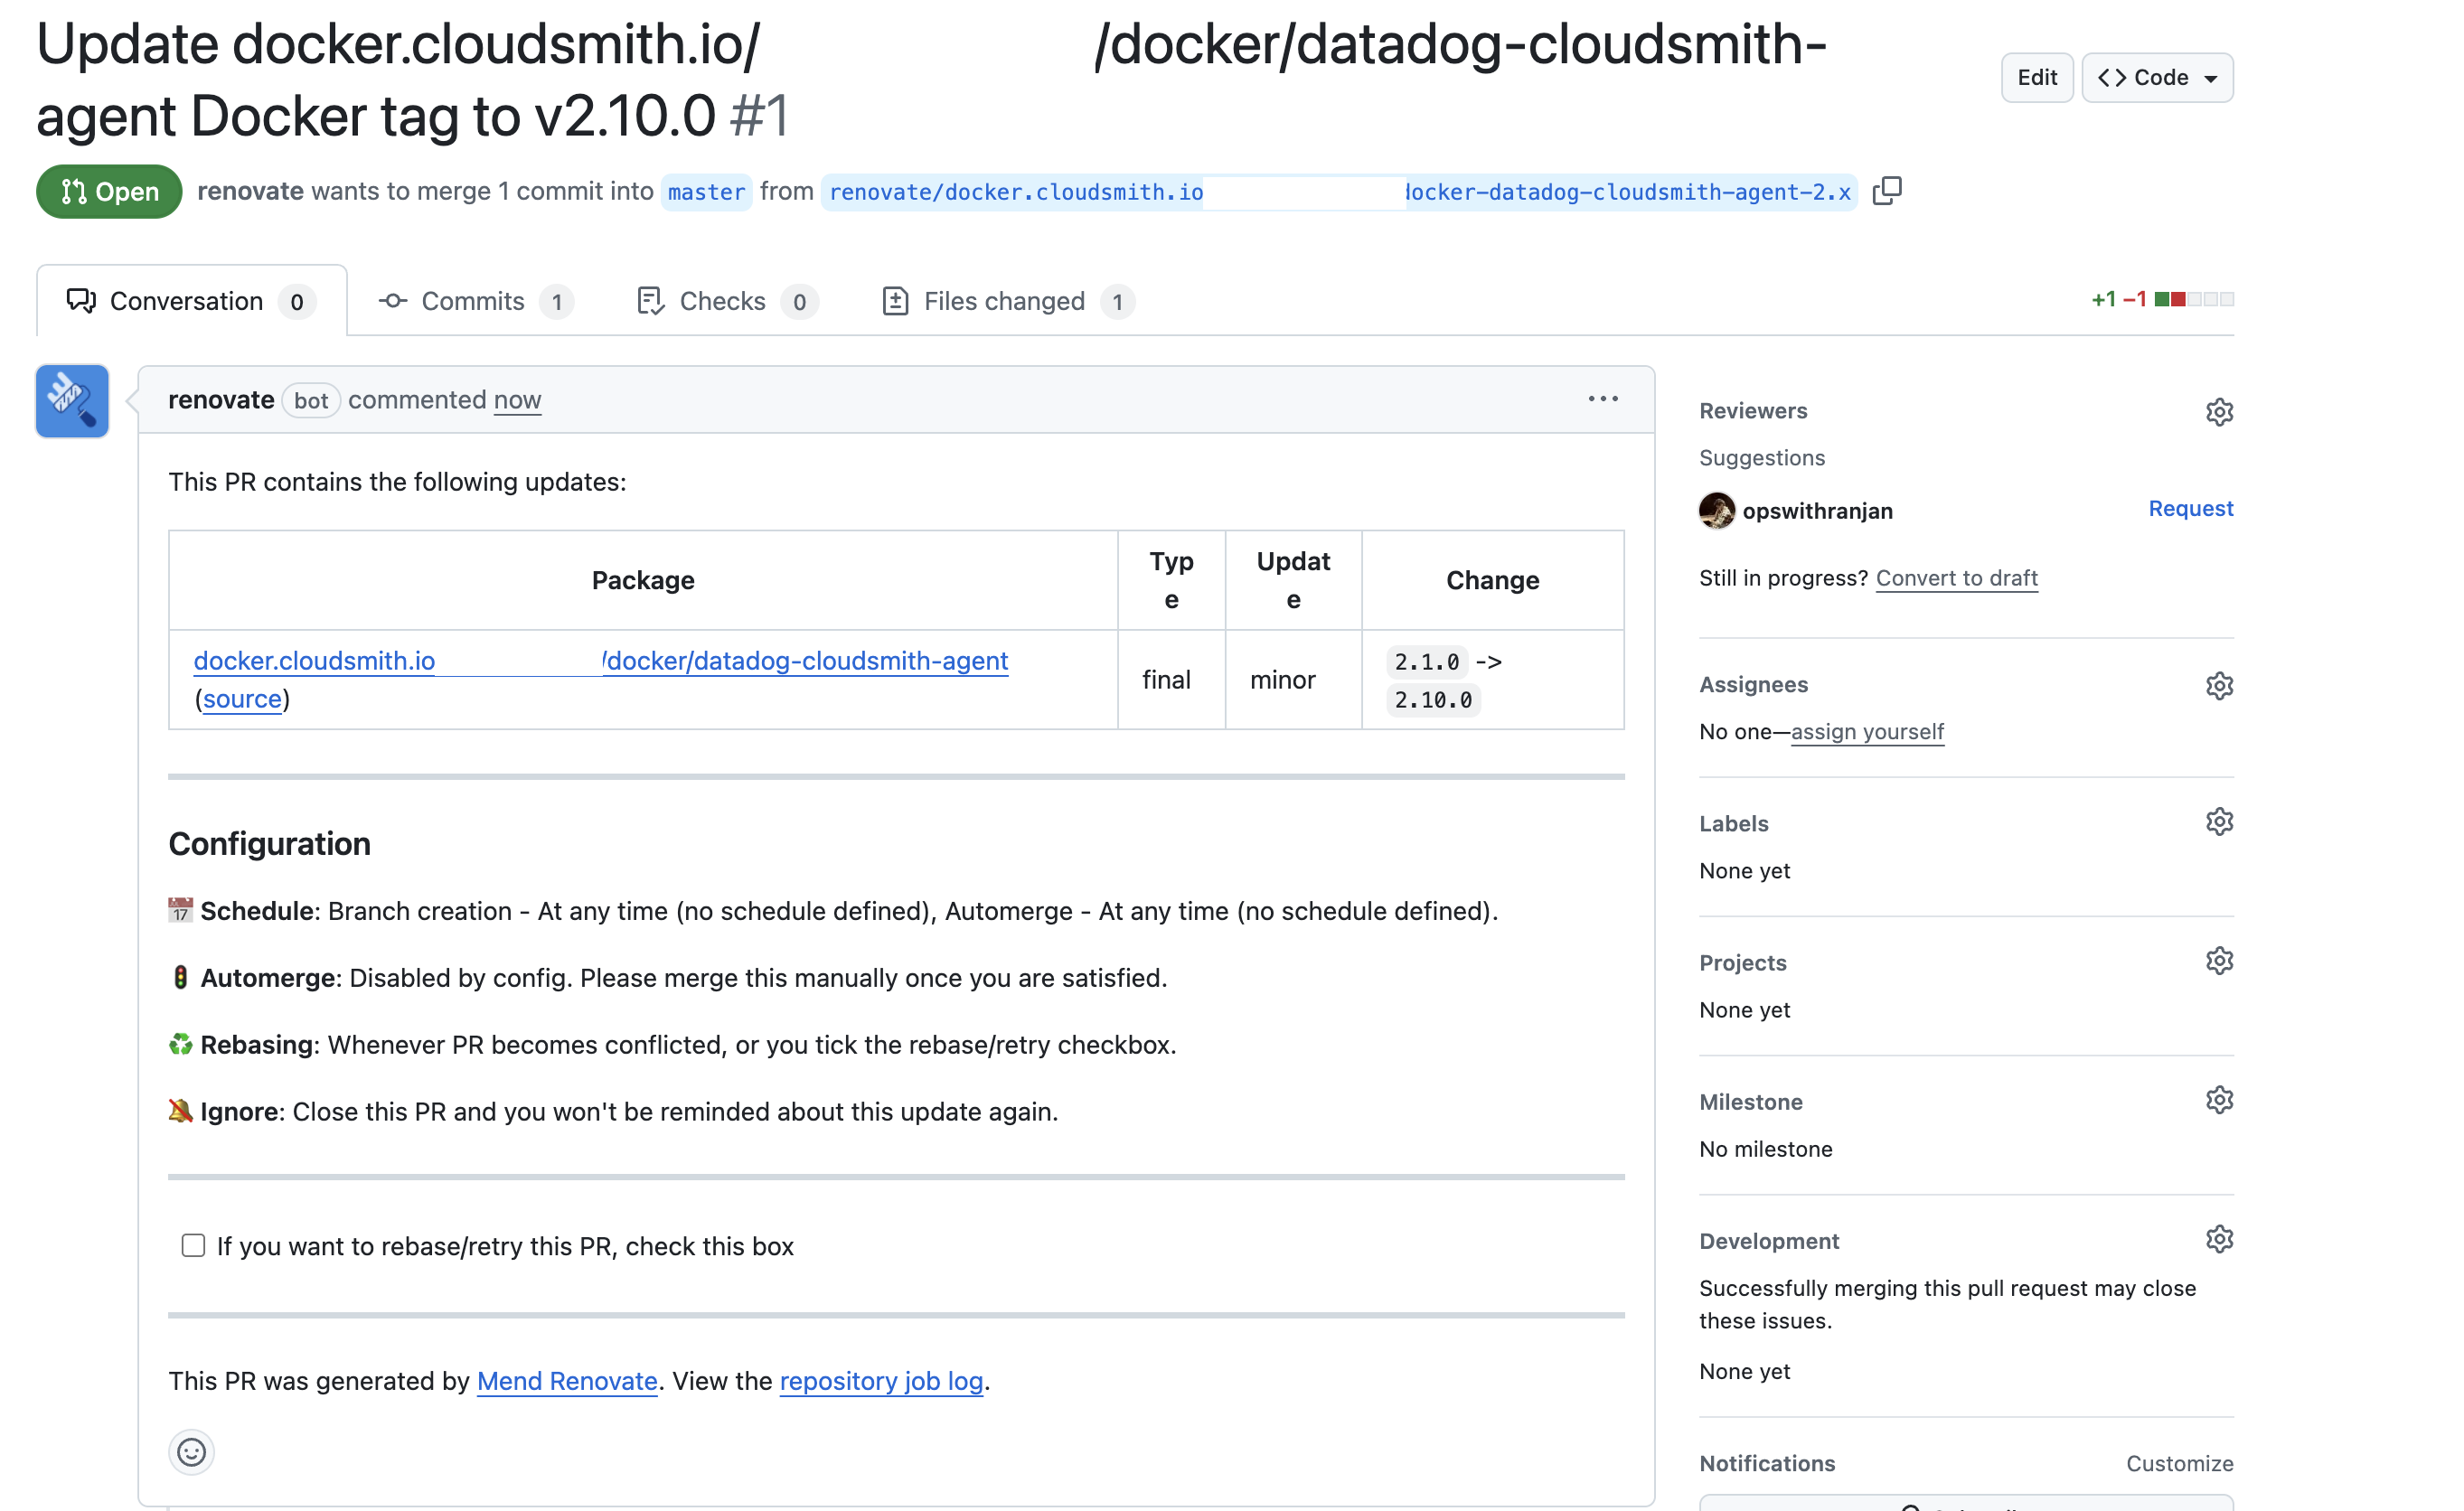 Update docker.cloudsmith.io/ /docker/datadog-cloudsmith-
agent Docker tag to v2.10.0 #1
Edit
<> Code
Open
renovate wants to merge 1 commit into master from renovate/docker.cloudsmith.io docker-datadog-cloudsmith-agent-2.x
Conversation 0
Commits 1
Checks 0
Files changed 1
+1 −1
renovate bot commented now
This PR contains the following updates:
Package
Typ
e
Updat
e
Change
docker.cloudsmith.io /docker/datadog-cloudsmith-agent
(source)
final
minor
2.1.0 ->
2.10.0
Configuration
17 Schedule: Branch creation - At any time (no schedule defined), Automerge - At any time (no schedule defined).
Automerge: Disabled by config. Please merge this manually once you are satisfied.
Rebasing: Whenever PR becomes conflicted, or you tick the rebase/retry checkbox.
Ignore: Close this PR and you won't be reminded about this update again.
If you want to rebase/retry this PR, check this box
This PR was generated by Mend Renovate. View the repository job log.
Reviewers
Suggestions
opswithranjan
Request
Still in progress? Convert to draft
Assignees
No one—assign yourself
Labels
None yet
Projects
None yet
Milestone
No milestone
Development
Successfully merging this pull request may close
these issues.
None yet
Notifications
Customize